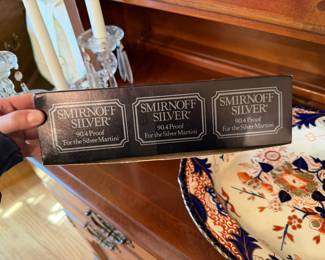 SMIRNOFF
SILVER®
90.4 Proof
For the Silver Martini
SMIRNOFF
SILVER®
90.4 Proof
For the Silver Martini
SMIRNOFF
SILVER®
90.4 Proof
For the Silver Martini